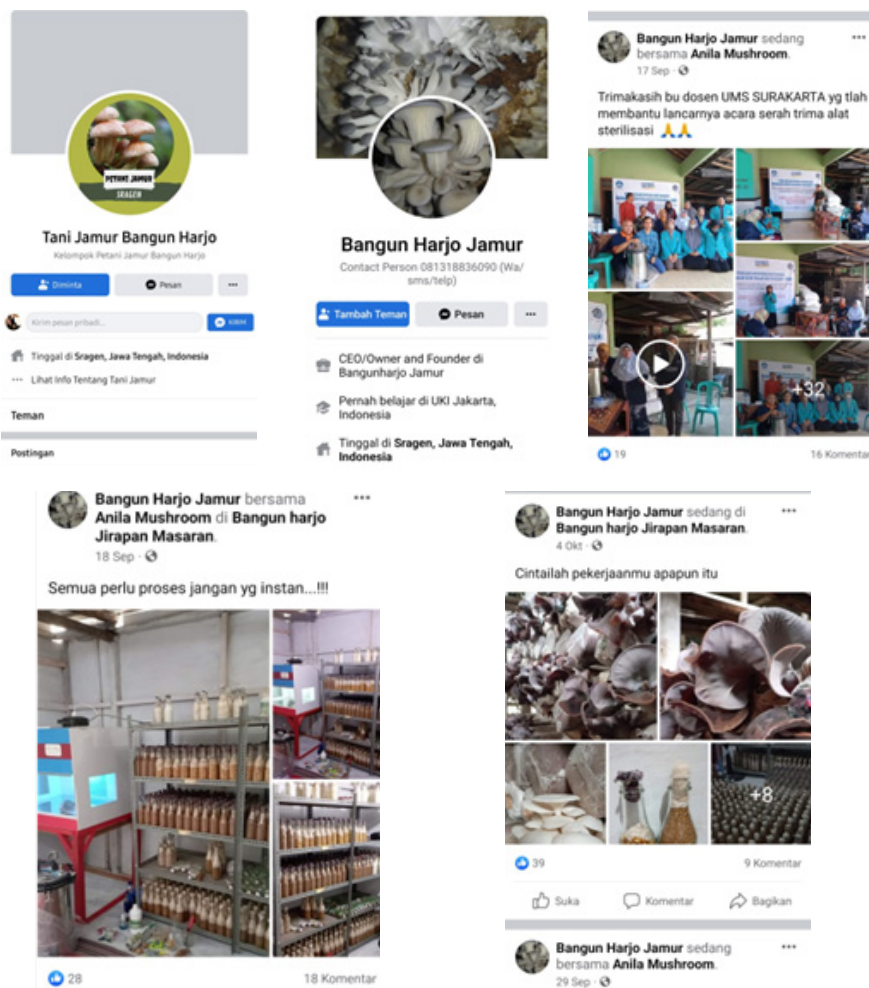 PETANI JAMUR
SRAGEN
Tani Jamur Bangun Harjo
Kelompok Petani Jamur Bangun Harjo
Diminta
Pesan
Kirim pesan pribadi...
KIRIM
Tinggal di Sragen, Jawa Tengah, Indonesia
Lihat Info Tentang Tani Jamur
Teman
Postingan
Bangun Harjo Jamur
Contact Person 081318836090 (Wa/
sms/telp)
Tambah Teman
Pesan
CEO/Owner and Founder di
Bangunharjo Jamur
Pernah belajar di UKI Jakarta,
Indonesia
Tinggal di Sragen, Jawa Tengah,
Indonesia
Bangun Harjo Jamur sedang
bersama Anila Mushroom.
17 Sep
Trimakasih bu dosen UMS SURAKARTA yg tlah
membantu lancarnya acara serah trima alat
sterilisasi
+32
19
16 Komentar
Bangun Harjo Jamur bersama
Anila Mushroom di Bangun harjo
Jirapan Masaran.
18 Sep
Semua perlu proses jangan yg instan...!!!
28
18 Komentar
Bangun Harjo Jamur sedang di
Bangun harjo Jirapan Masaran.
4 Okt
Cintailah pekerjaanmu apapun itu
+8
39
9 Komentar
Suka
Komentar
Bagikan
Bangun Harjo Jamur sedang
bersama Anila Mushroom.
29 Sep